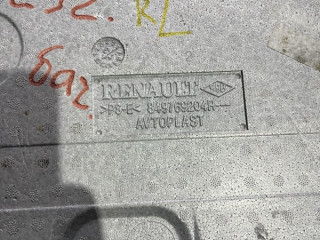 RL
баг.
RENAULT
>PS-E< 849769204R
AUTOPLAST